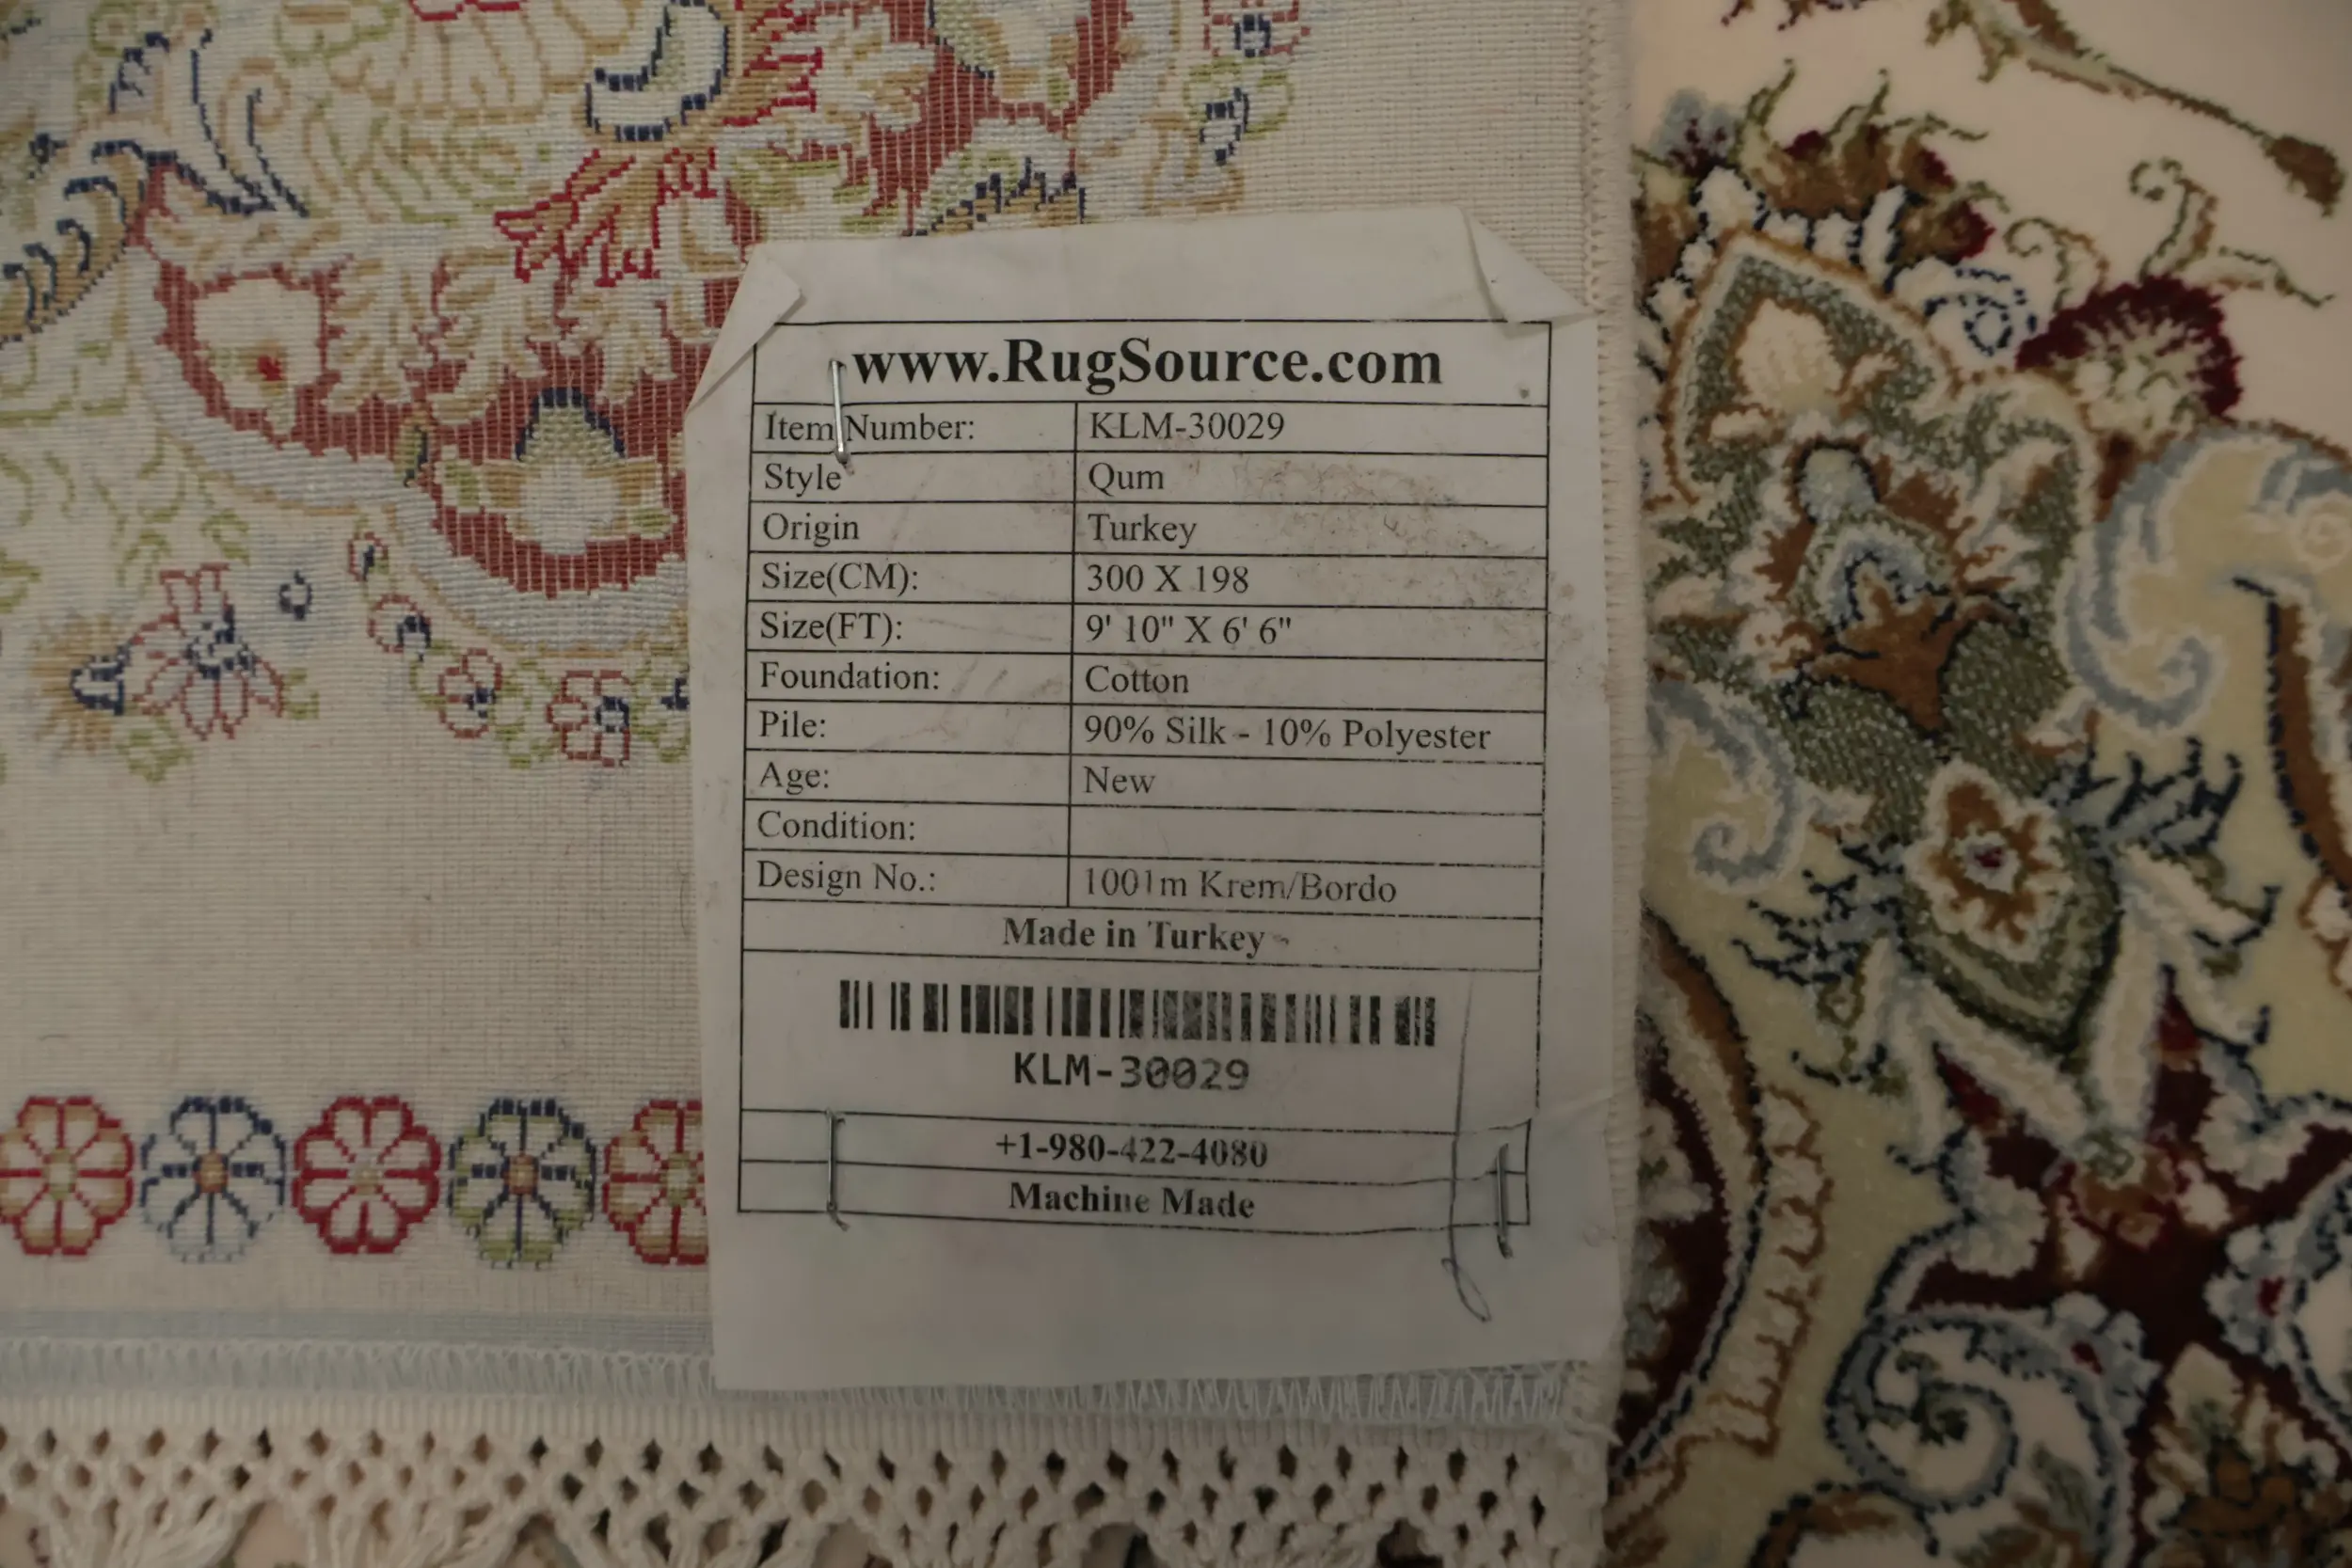 www.RugSource.com
Item Number: KLM-30029
Style Qum
Origin Turkey
Size(CM): 300 X 198
Size(FT): 9' 10" X 6' 6"
Foundation: Cotton
Pile: 90% Silk - 10% Polyester
Age: New
Condition:
Design No.: 1001m Krem/Bordo
Made in Turkey
KLM-30029
+1-980-422-4080
Machine Made